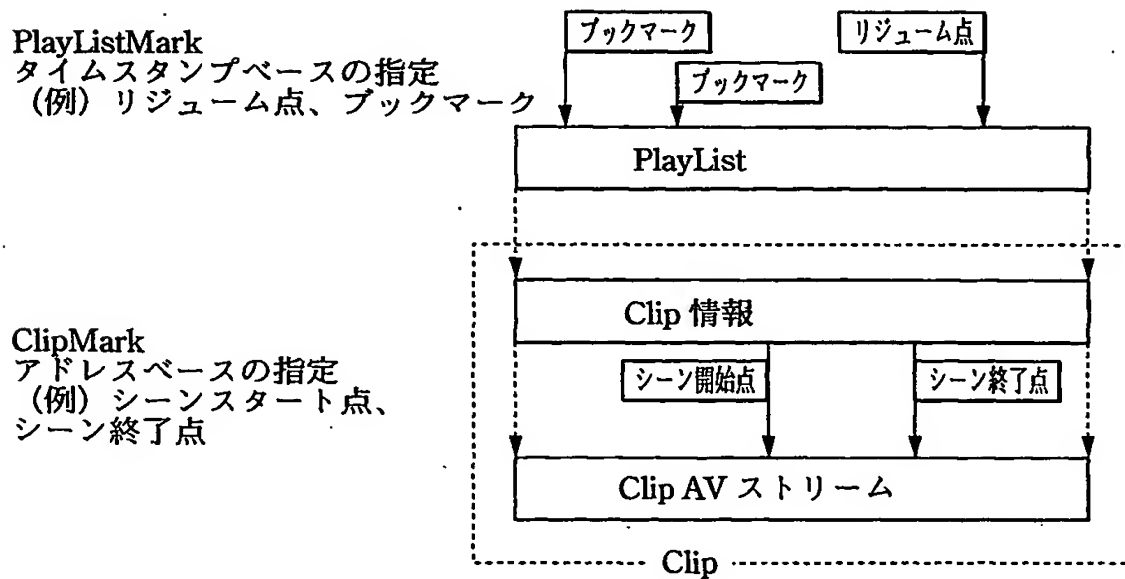 PlayListMark
タイムスタンプベースの指定
(例) リジューム点、ブックマーク
ブックマーク
リジューム点
ブックマーク
PlayList
ClipMark
アドレスベースの指定
(例) シーンスタート点、
シーン終了点
Clip 情報
シーン開始点
シーン終了点
Clip AV ストリーム
Clip